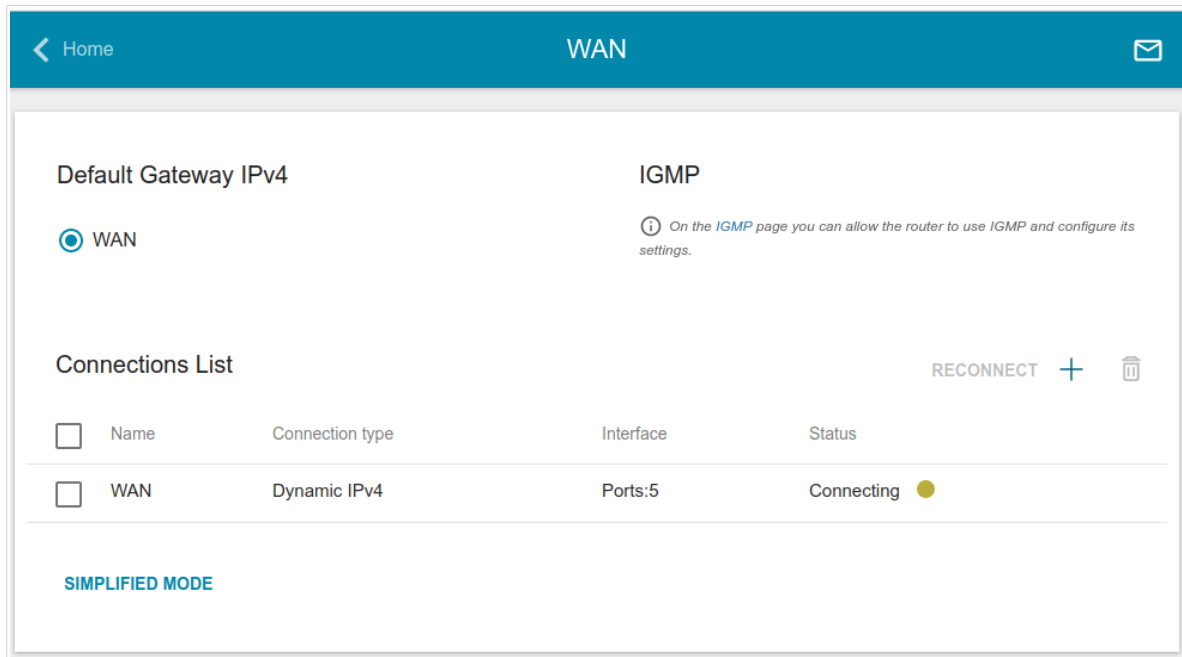 Home
WAN
Default Gateway IPv4
WAN
IGMP
On the IGMP page you can allow the router to use IGMP and configure its
settings.
Connections List
RECONNECT
Name Connection type Interface Status
WAN Dynamic IPv4 Ports:5 Connecting
SIMPLIFIED MODE